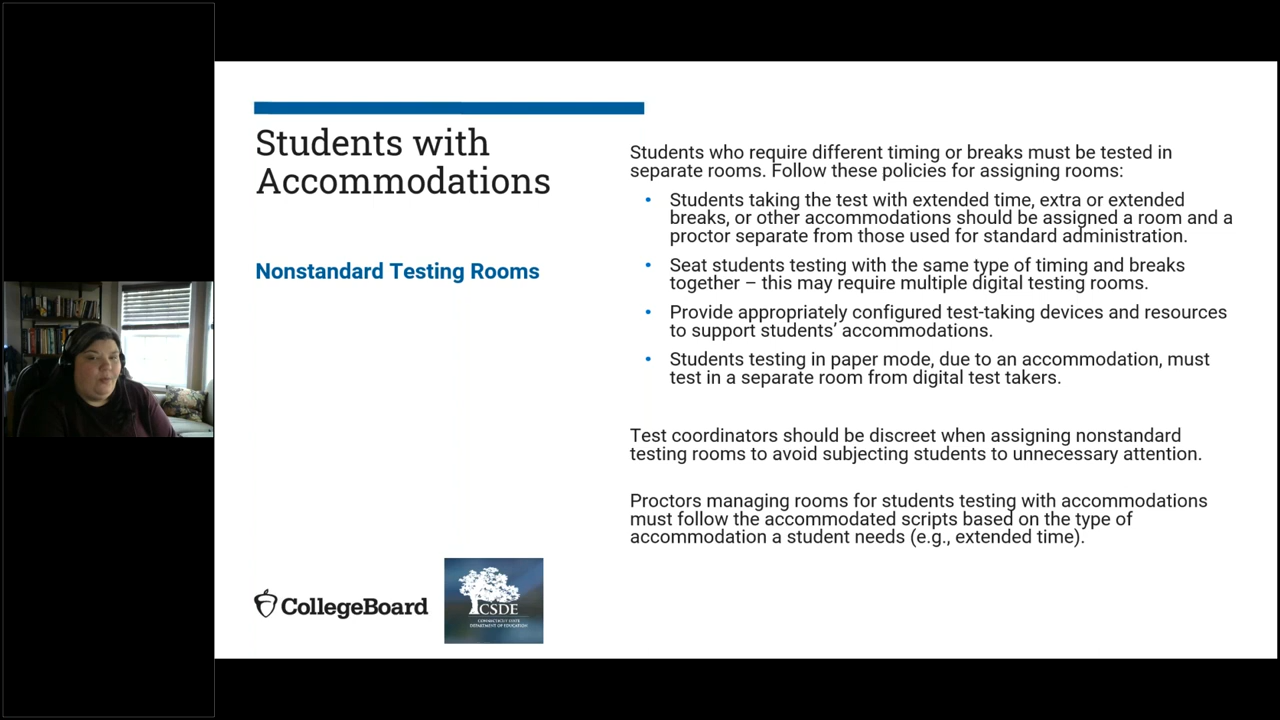 Students with
Accommodations
Nonstandard Testing Rooms
Students who require different timing or breaks must be tested in
separate rooms. Follow these policies for assigning rooms:
• Students taking the test with extended time, extra or extended
breaks, or other accommodations should be assigned a room and a
proctor separate from those used for standard administration.
• Seat students testing with the same type of timing and breaks
together – this may require multiple digital testing rooms.
• Provide appropriately configured test-taking devices and resources
to support students’ accommodations.
• Students testing in paper mode, due to an accommodation, must
test in a separate room from digital test takers.
Test coordinators should be discreet when assigning nonstandard
testing rooms to avoid subjecting students to unnecessary attention.
Proctors managing rooms for students testing with accommodations
must follow the accommodated scripts based on the type of
accommodation a student needs (e.g., extended time).
CollegeBoard
CSDE
CONNECTICUT STATE
DEPARTMENT OF EDUCATION